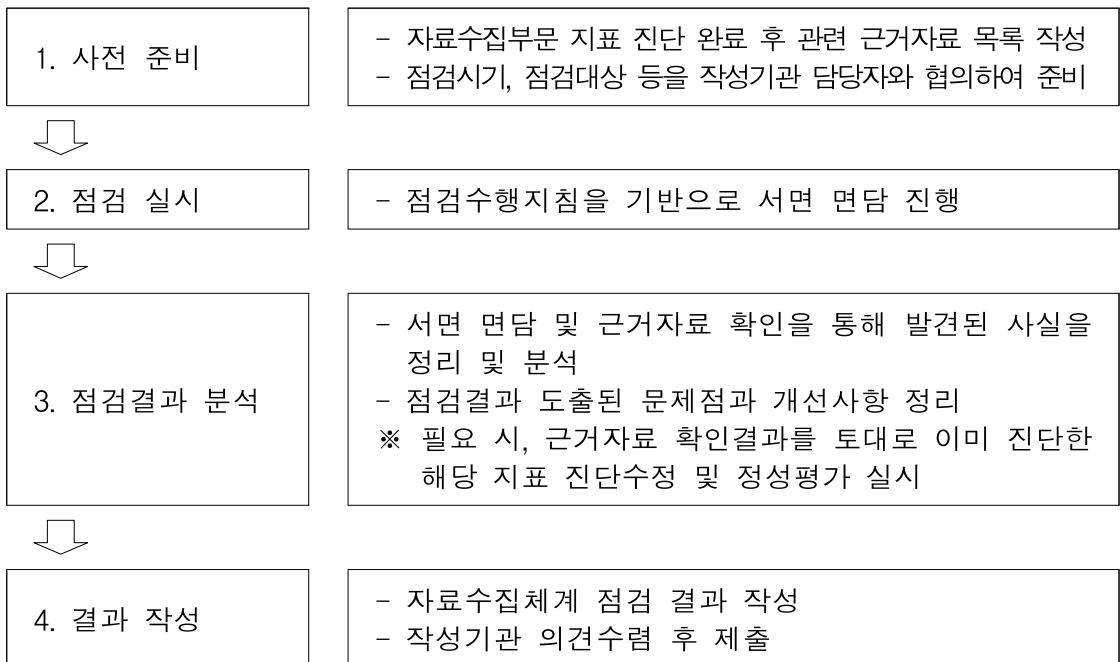 1. 사전 준비
- 자료수집부문 지표 진단 완료 후 관련 근거자료 목록 작성
- 점검시기, 점검대상 등을 작성기관 담당자와 협의하여 준비
2. 점검 실시
- 점검수행지침을 기반으로 서면 면담 진행
3. 점검결과 분석
- 서면 면담 및 근거자료 확인을 통해 발견된 사실을
정리 및 분석
- 점검결과 도출된 문제점과 개선사항 정리
※ 필요 시, 근거자료 확인결과를 토대로 이미 진단한
해당 지표 진단수정 및 정성평가 실시
4. 결과 작성
- 자료수집체계 점검 결과 작성
- 작성기관 의견수렴 후 제출